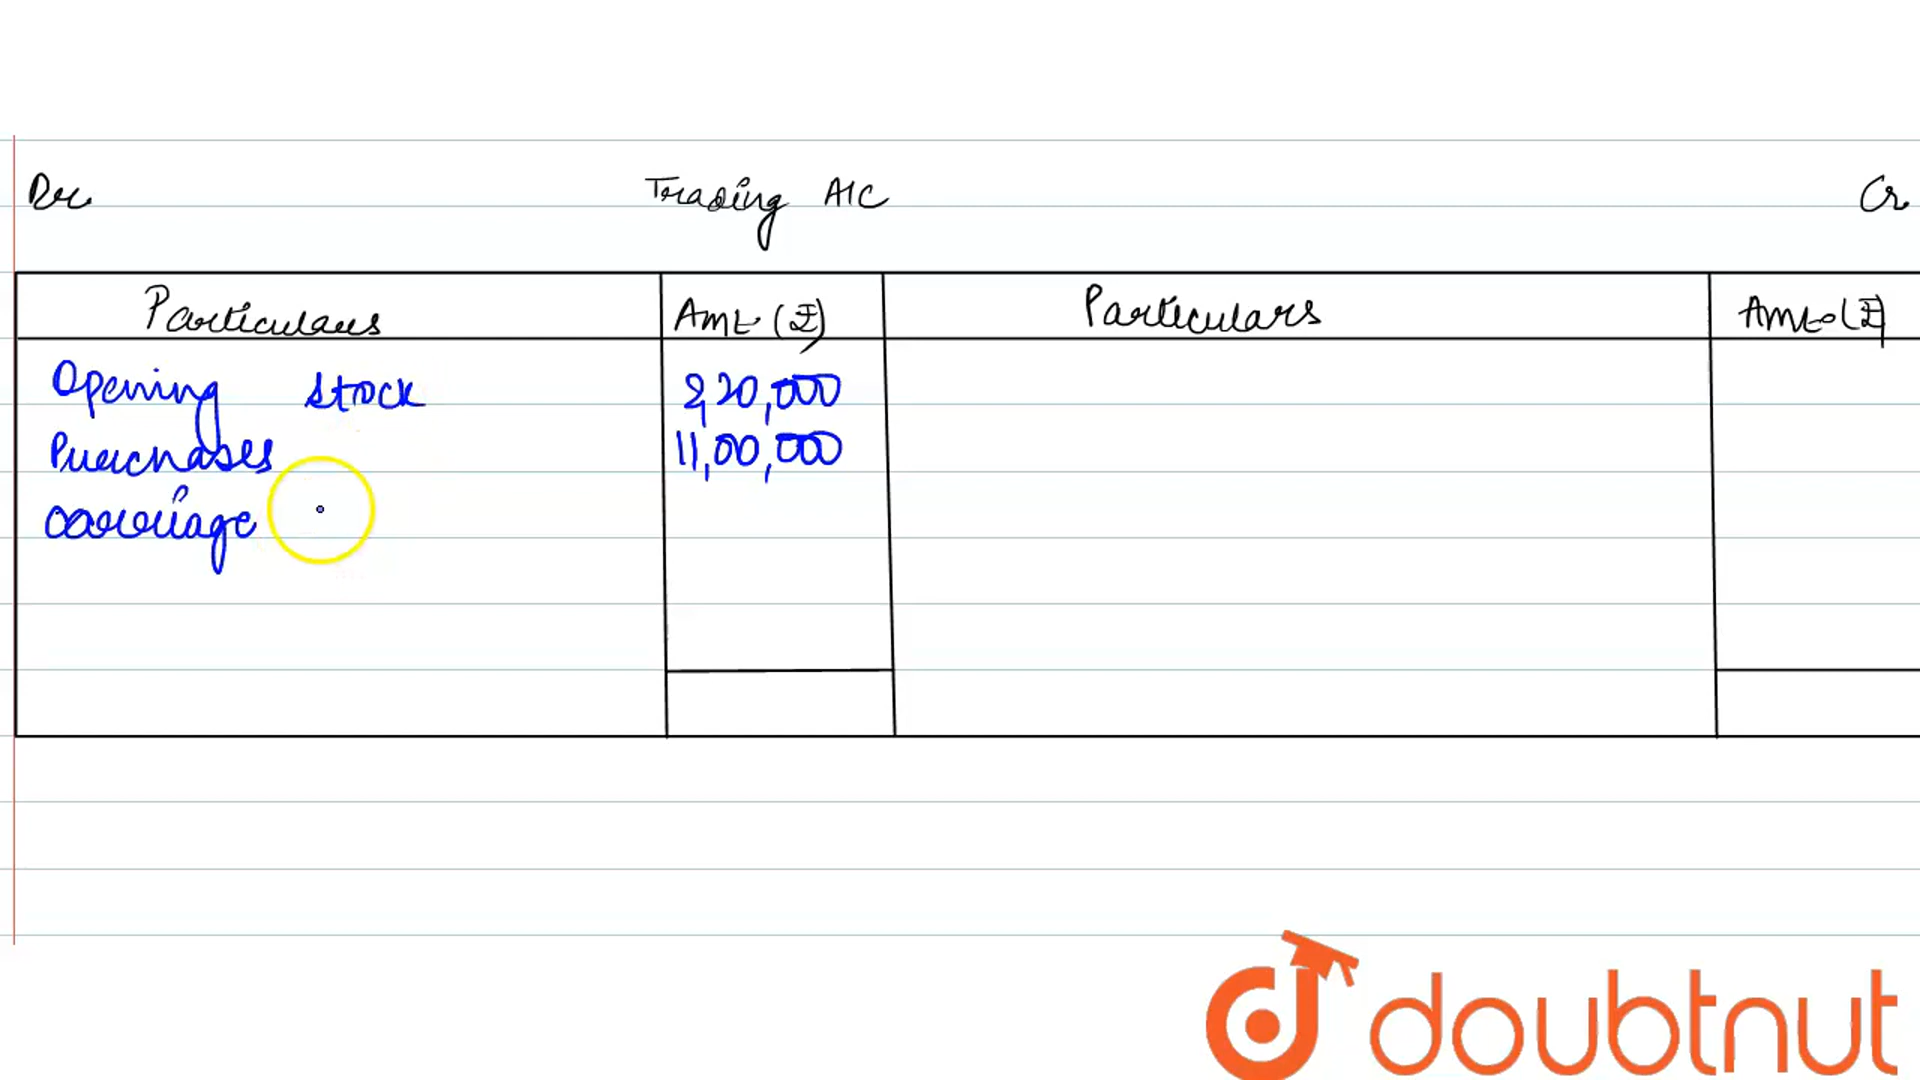 Dr. Trading A/C Cr.
Particulars Amt (₹) Particulars Amt. (₹)
Opening stock 2,20,000
Purchases 11,00,000
carriage
doubtnut